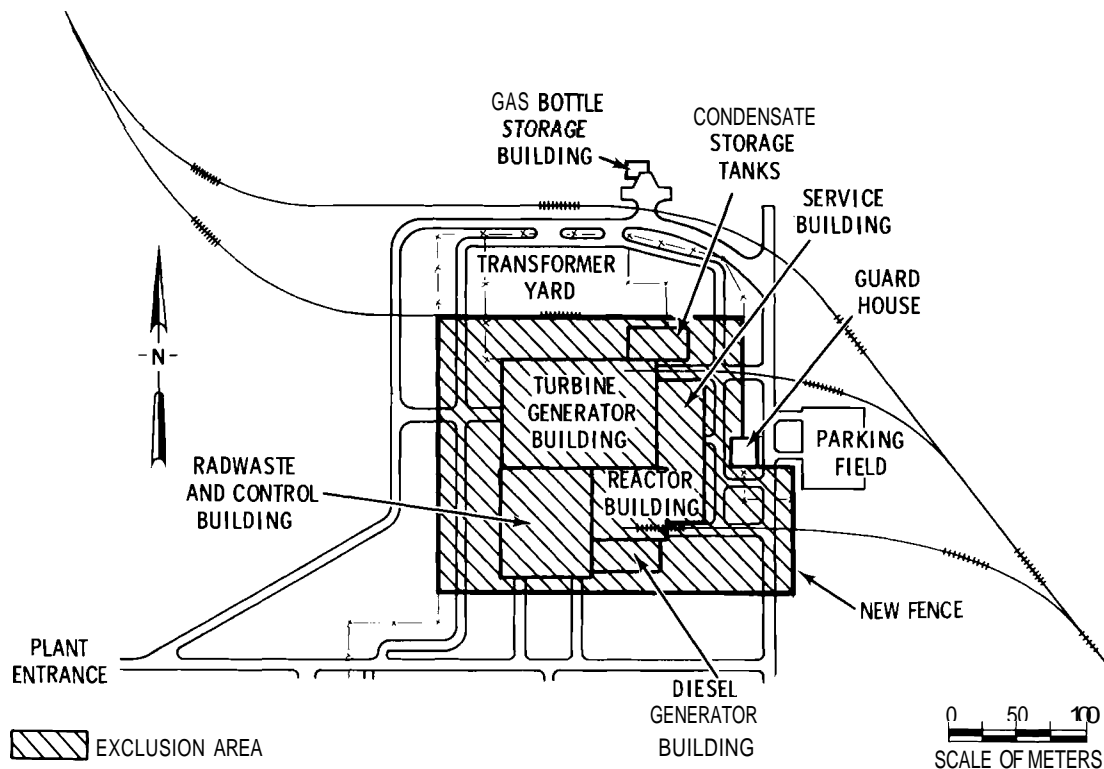 GAS BOTTLE
STORAGE
BUILDING
CONDENSATE
STORAGE
TANKS
SERVICE
BUILDING
TRANSFORMER
YARD
GUARD
HOUSE
-N-
TURBINE
GENERATOR
BUILDING
PARKING
FIELD
RADWASTE
AND CONTROL
BUILDING
REACTOR
BUILDING
NEW FENCE
PLANT
ENTRANCE
DIESEL
GENERATOR
BUILDING
EXCLUSION AREA
0 50 100
SCALE OF METERS